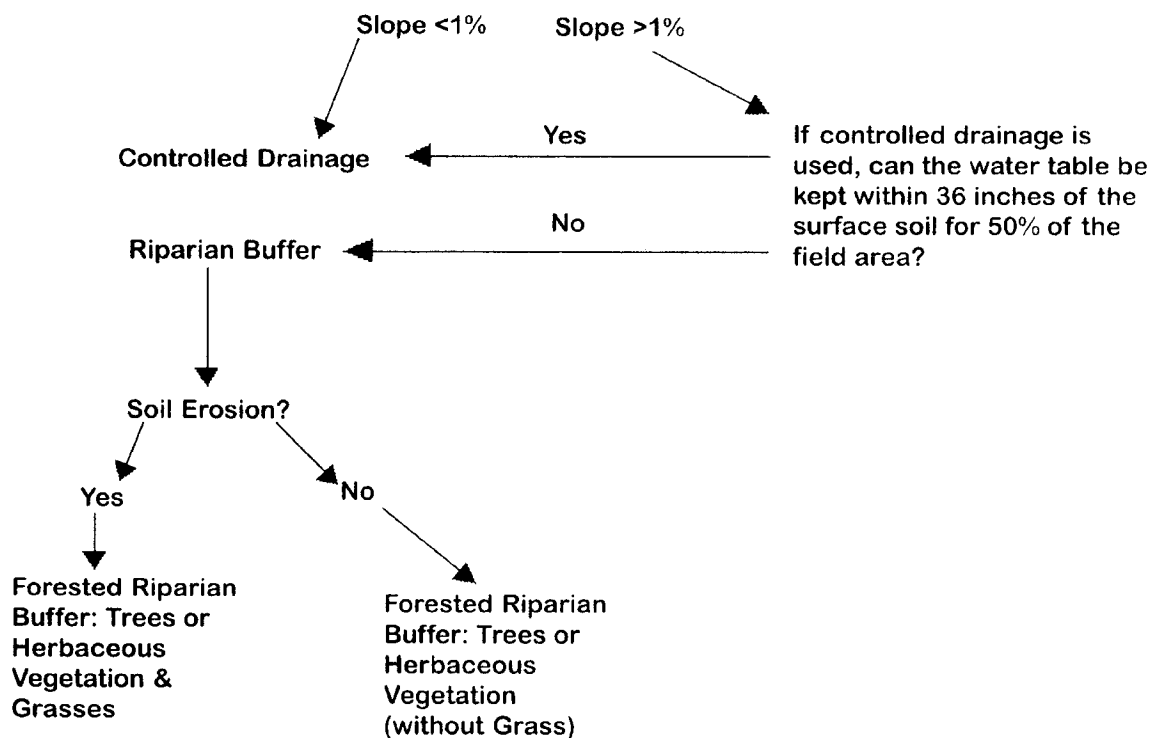 Slope <1%
Slope >1%
Yes
Controlled Drainage
If controlled drainage is
used, can the water table be
kept within 36 inches of the
surface soil for 50% of the
field area?
No
Riparian Buffer
Soil Erosion?
Yes
No
Forested Riparian
Buffer: Trees or
Herbaceous
Vegetation &
Grasses
Forested Riparian
Buffer: Trees or
Herbaceous
Vegetation
(without Grass)